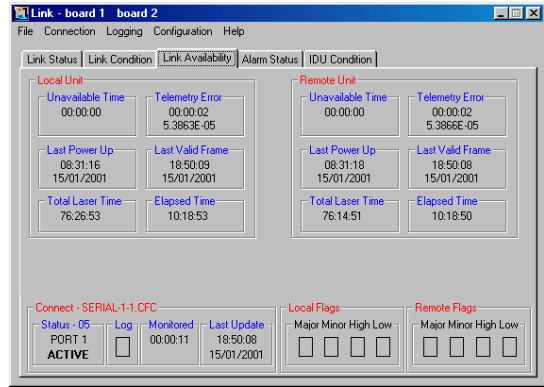 Link - board 1 board 2
File Connection Logging Configuration Help
Link Status Link Condition Link Availability Alarm Status IDU Condition
Local Unit
Unavailable Time
00:00:00
Telemetry Error
00:00:02
5.3863E-05
Last Power Up
08:31:16
15/01/2001
Last Valid Frame
18:50:09
15/01/2001
Total Laser Time
76:26:53
Elapsed Time
10:18:53
Remote Unit
Unavailable Time
00:00:00
Telemetry Error
00:00:02
5.3866E-05
Last Power Up
08:31:18
15/01/2001
Last Valid Frame
18:50:08
15/01/2001
Total Laser Time
76:14:51
Elapsed Time
10:18:50
Connect - SERIAL-1-1.CFC
Status - 05
PORT 1
ACTIVE
Log
Monitored
00:00:11
Last Update
18:50:08
15/01/2001
Local Flags
Major Minor High Low
Remote Flags
Major Minor High Low